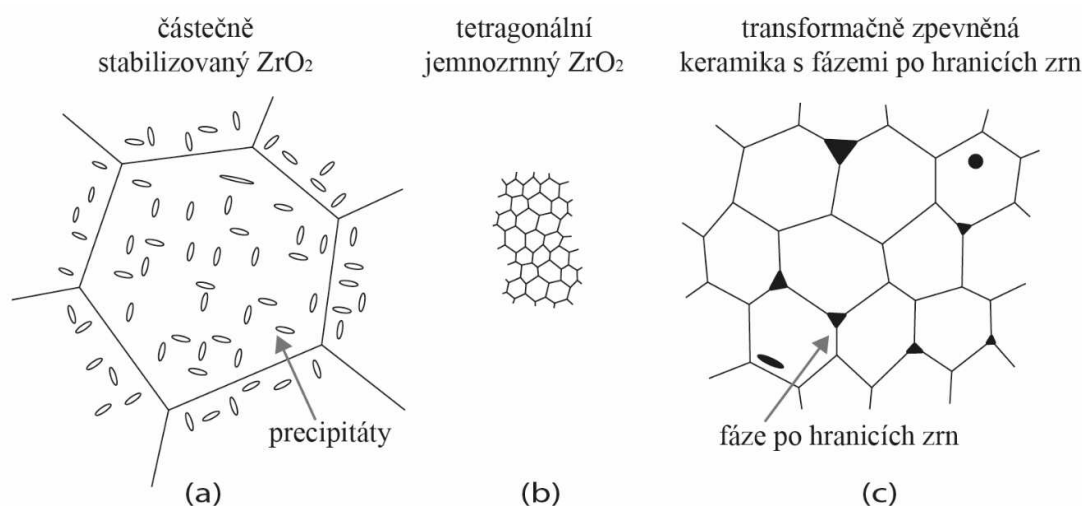 částečně
stabilizovaný ZrO₂
tetragonální
jemnozrnný ZrO₂
transformačně zpevněná
keramika s fázemi po hranicích zrn
precipitáty
fáze po hranicích zrn
(a)
(b)
(c)